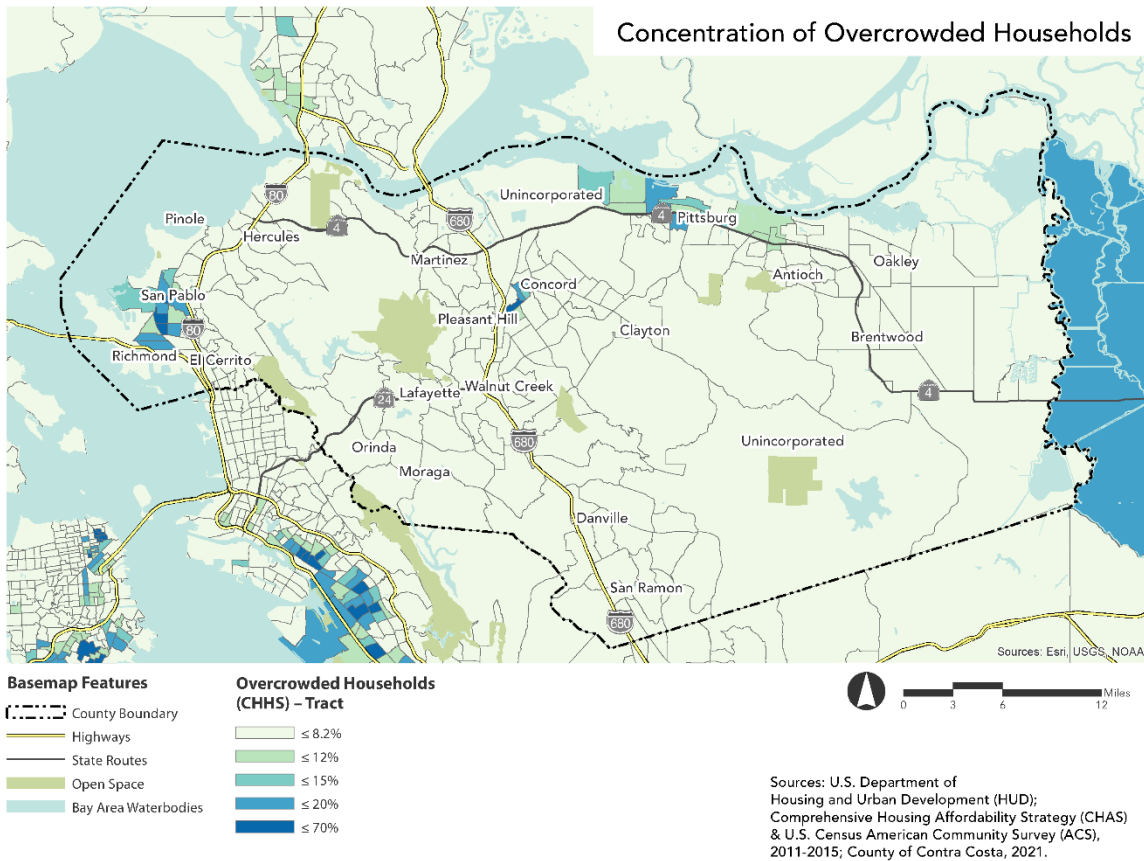 Concentration of Overcrowded Households
Unincorporated
80
Pinole
680
4
Pittsburg
Hercules
4
Martinez
Oakley
Antioch
Concord
San Pablo
Pleasant Hill
80
Clayton
Brentwood
Richmond
El Cerrito
Walnut Creek
24
Lafayette
4
680
Unincorporated
Orinda
Moraga
Danville
San Ramon
680
Sources: Esri, USGS, NOAA
Basemap Features
County Boundary
Highways
State Routes
Open Space
Bay Area Waterbodies
Overcrowded Households
(CHHS) – Tract
≤ 8.2%
≤ 12%
≤ 15%
≤ 20%
≤ 70%
Miles
0 3 6 12
Sources: U.S. Department of
Housing and Urban Development (HUD);
Comprehensive Housing Affordability Strategy (CHAS)
& U.S. Census American Community Survey (ACS),
2011-2015; County of Contra Costa, 2021.